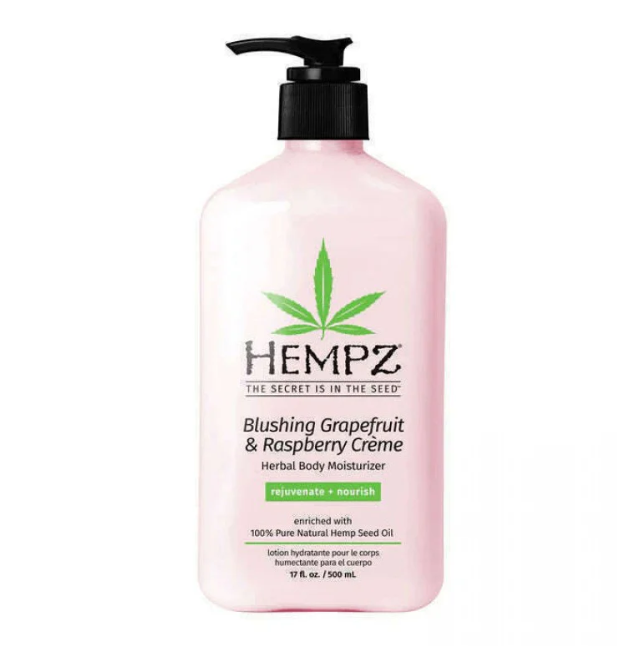 HEMPZ®
THE SECRET IS IN THE SEED™
Blushing Grapefruit
& Raspberry Crème
Herbal Body Moisturizer
rejuvenate + nourish
enriched with
100% Pure Natural Hemp Seed Oil
lotion hydratante pour le corps
humectante para el cuerpo
17 fl. oz. / 500 mL